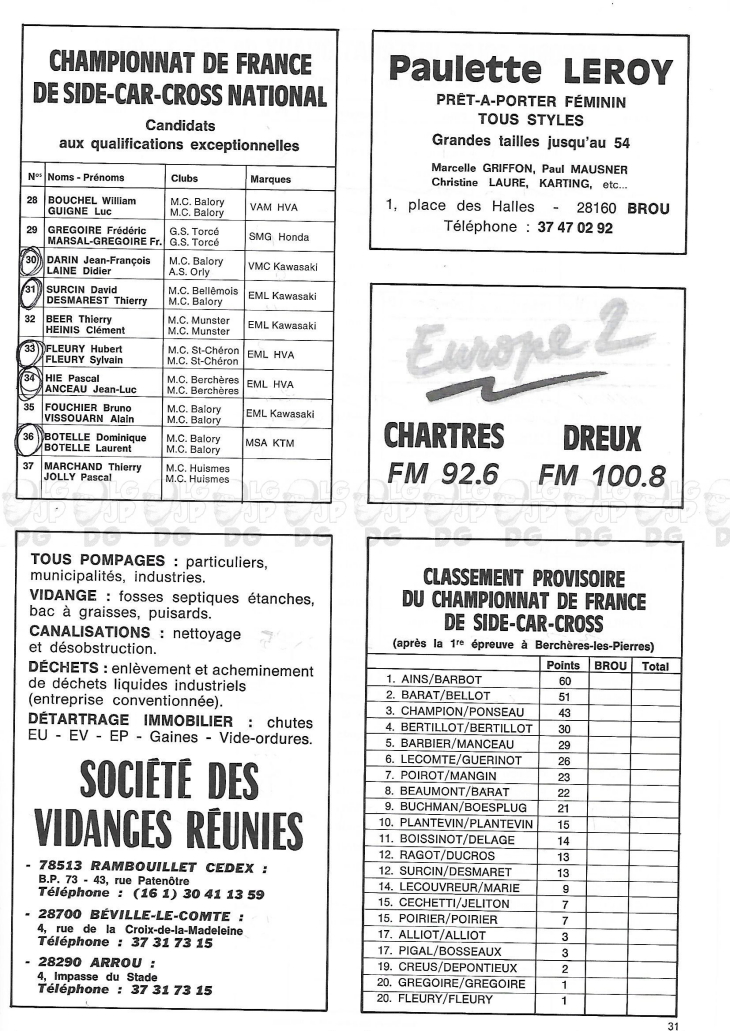 CHAMPIONNAT DE FRANCE
DE SIDE-CAR-CROSS NATIONAL
Candidats
aux qualifications exceptionnelles
Nos Noms - Prénoms Clubs Marques
28 BOUCHEL William M.C. Balory VAM HVA
GUIGNE Luc M.C. Balory
29 GREGOIRE Frédéric G.S. Torcé SMG Honda
MARSAL-GREGOIRE Fr. G.S. Torcé
30 DARIN Jean-François M.C. Balory VMC Kawasaki
LAINE Didier A.S. Orly
31 SURCIN David M.C. Bellêmois EML Kawasaki
DESMAREST Thierry M.C. Balory
32 BEER Thierry M.C. Munster EML Kawasaki
HEINIS Clément M.C. Munster
33 FLEURY Hubert M.C. St-Chéron EML HVA
FLEURY Sylvain M.C. St-Chéron
34 HIE Pascal M.C. Berchères EML HVA
ANCEAU Jean-Luc M.C. Berchères
35 FOUCHIER Bruno M.C. Balory EML Kawasaki
VISSOUARN Alain M.C. Balory
36 BOTELLE Dominique M.C. Balory MSA KTM
BOTELLE Laurent M.C. Balory
37 MARCHAND Thierry M.C. Huismes
JOLLY Pascal M.C. Huismes
Paulette LEROY
PRÊT-A-PORTER FÉMININ
TOUS STYLES
Grandes tailles jusqu'au 54
Marcelle GRIFFON, Paul MAUSNER
Christine LAURE, KARTING, etc...
1, place des Halles - 28160 BROU
Téléphone : 37 47 02 92
Europe 2
CHARTRES DREUX
FM 92.6 FM 100.8
TOUS POMPAGES : particuliers,
municipalités, industries.
VIDANGE : fosses septiques étanches,
bac à graisses, puisards.
CANALISATIONS : nettoyage
et désobstruction.
DÉCHETS : enlèvement et acheminement
de déchets liquides industriels
(entreprise conventionnée).
DÉTARTRAGE IMMOBILIER : chutes
EU - EV - EP - Gaines - Vide-ordures.
SOCIÉTÉ DES
VIDANGES RÉUNIES
- 78513 RAMBOUILLET CEDEX :
B.P. 73 - 43, rue Patenôtre
Téléphone : (16 1) 30 41 13 59
- 28700 BÉVILLE-LE-COMTE :
4, rue de la Croix-de-la-Madeleine
Téléphone : 37 31 73 15
- 28290 ARROU :
4, Impasse du Stade
Téléphone : 37 31 73 15
CLASSEMENT PROVISOIRE
DU CHAMPIONNAT DE FRANCE
DE SIDE-CAR-CROSS
(après la 1re épreuve à Berchères-les-Pierres)
Points BROU Total
1. AINS/BARBOT 60
2. BARAT/BELLOT 51
3. CHAMPION/PONSEAU 43
4. BERTILLOT/BERTILLOT 30
5. BARBIER/MANCEAU 29
6. LECOMTE/GUERINOT 26
7. POIROT/MANGIN 23
8. BEAUMONT/BARAT 22
9. BUCHMAN/BOESPLUG 21
10. PLANTEVIN/PLANTEVIN 15
11. BOISSINOT/DELAGE 14
12. RAGOT/DUCROS 13
12. SURCIN/DESMARET 13
14. LECOUVREUR/MARIE 9
15. CECHETTI/JELITON 7
15. POIRIER/POIRIER 7
17. ALLIOT/ALLIOT 3
17. PIGAL/BOSSEAUX 3
19. CREUS/DEPONTIEUX 2
20. GREGOIRE/GREGOIRE 1
20. FLEURY/FLEURY 1
31